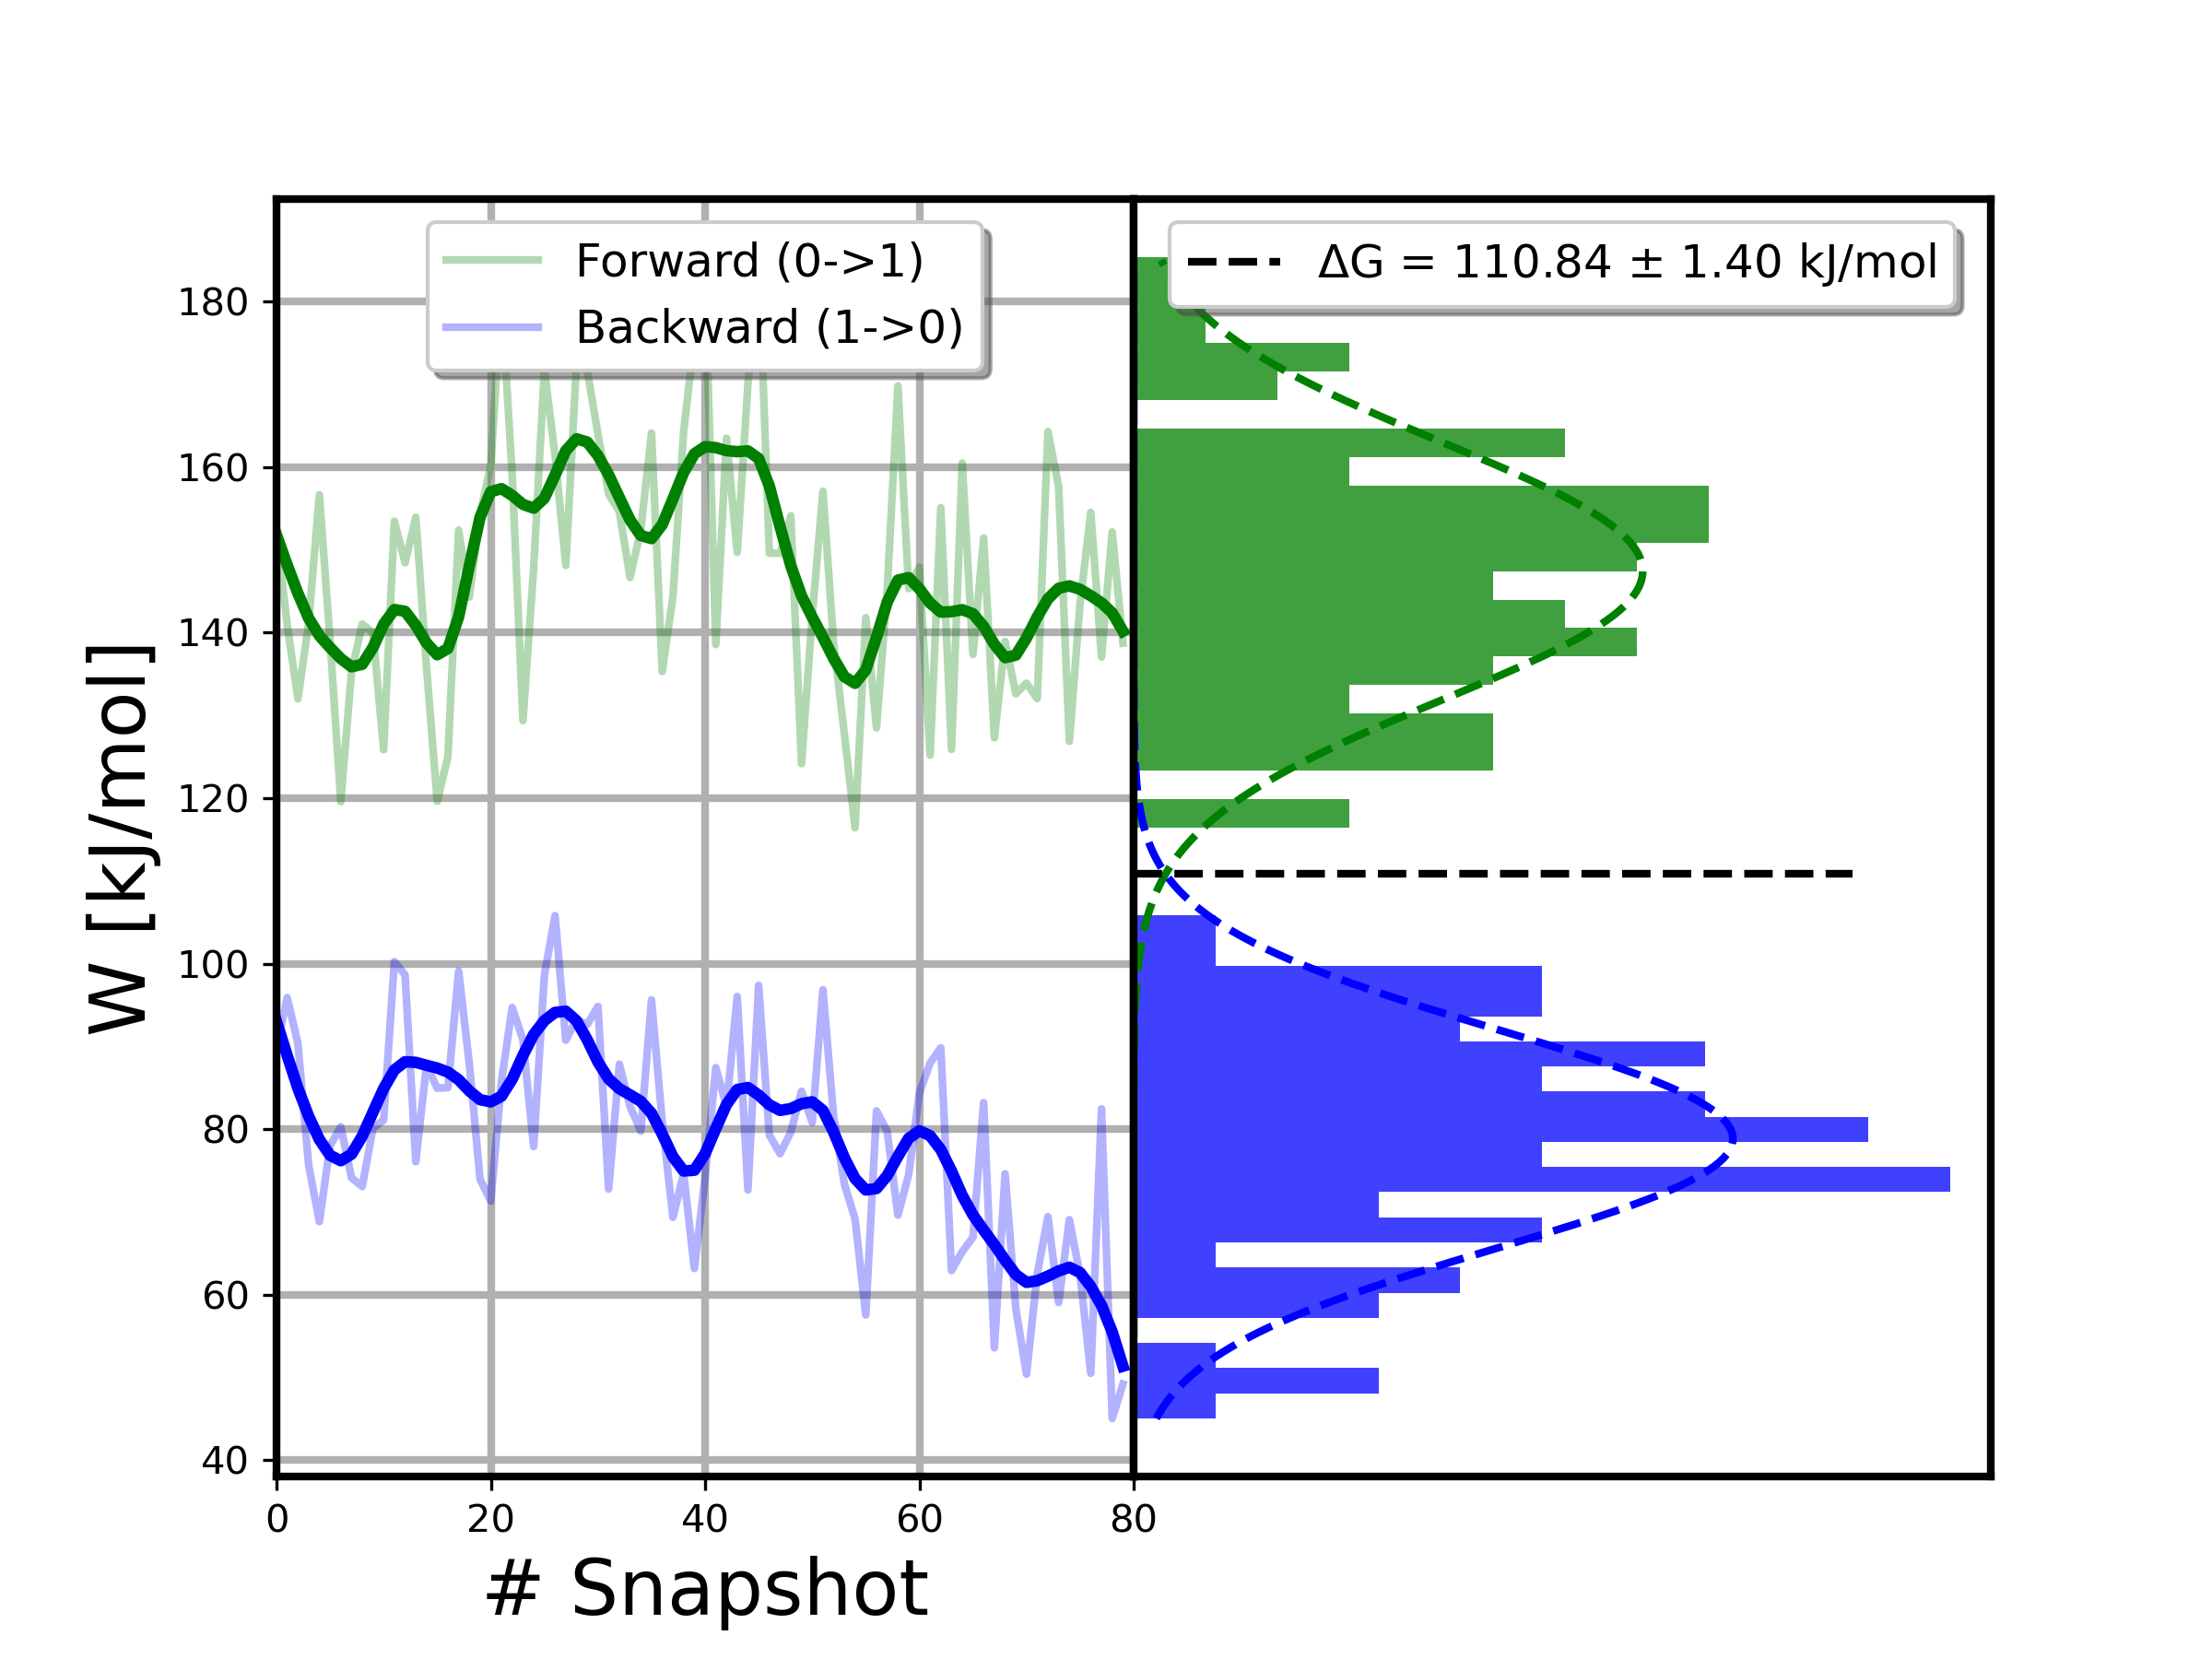 Forward (0->1)
Backward (1->0)
ΔG = 110.84 ± 1.40 kJ/mol
W [kJ/mol]
180
160
140
120
100
80
60
40
0 20 40 60 80
# Snapshot